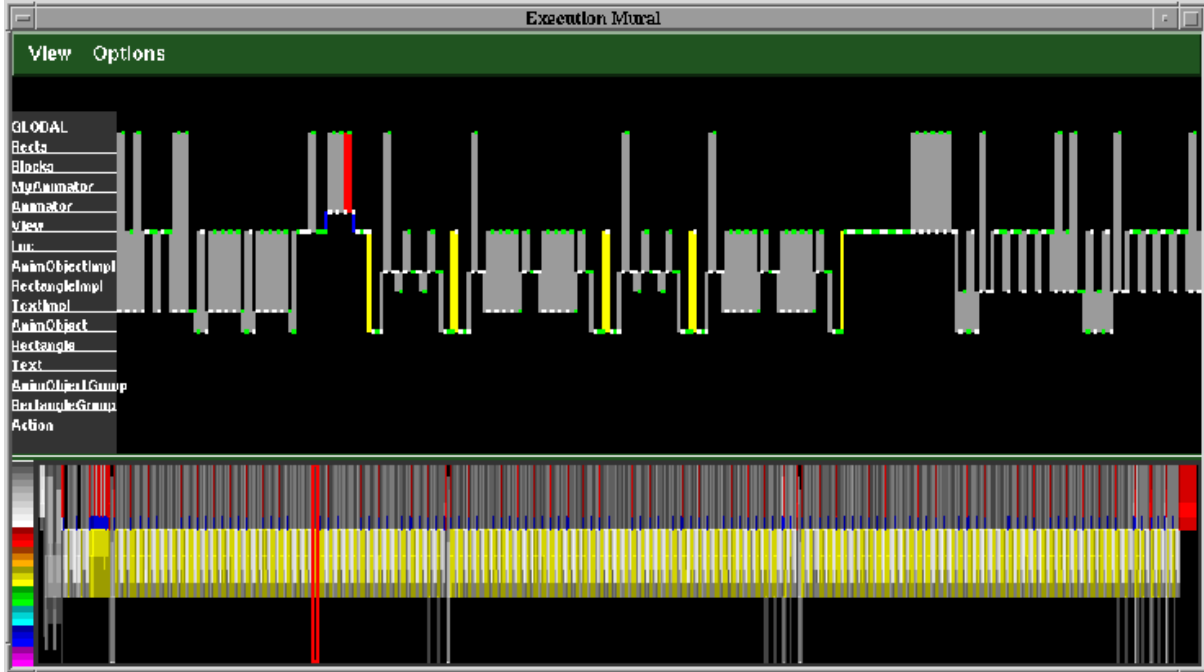 Execution Mural
View Options
GLOBAL
Rects
Blocks
MyAnimator
Animator
View
Loc
AnimObjectImpl
RectangleImpl
TextImpl
AnimObject
Rectangle
Text
AnimObjectGroup
RectangleGroup
Action